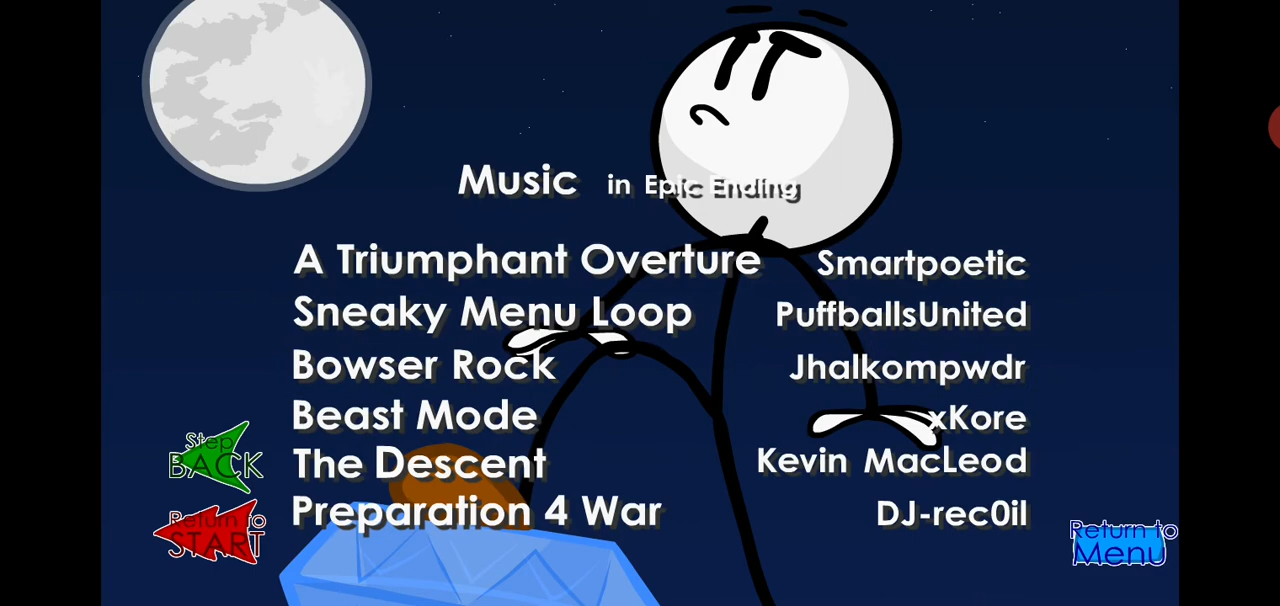 Music in Epic Ending
A Triumphant Overture Smartpoetic
Sneaky Menu Loop PuffballsUnited
Bowser Rock Jhalkompwdr
Beast Mode xKore
The Descent Kevin MacLeod
Preparation 4 War DJ-rec0il
Step
BACK
Return to
START
Return to
Menu